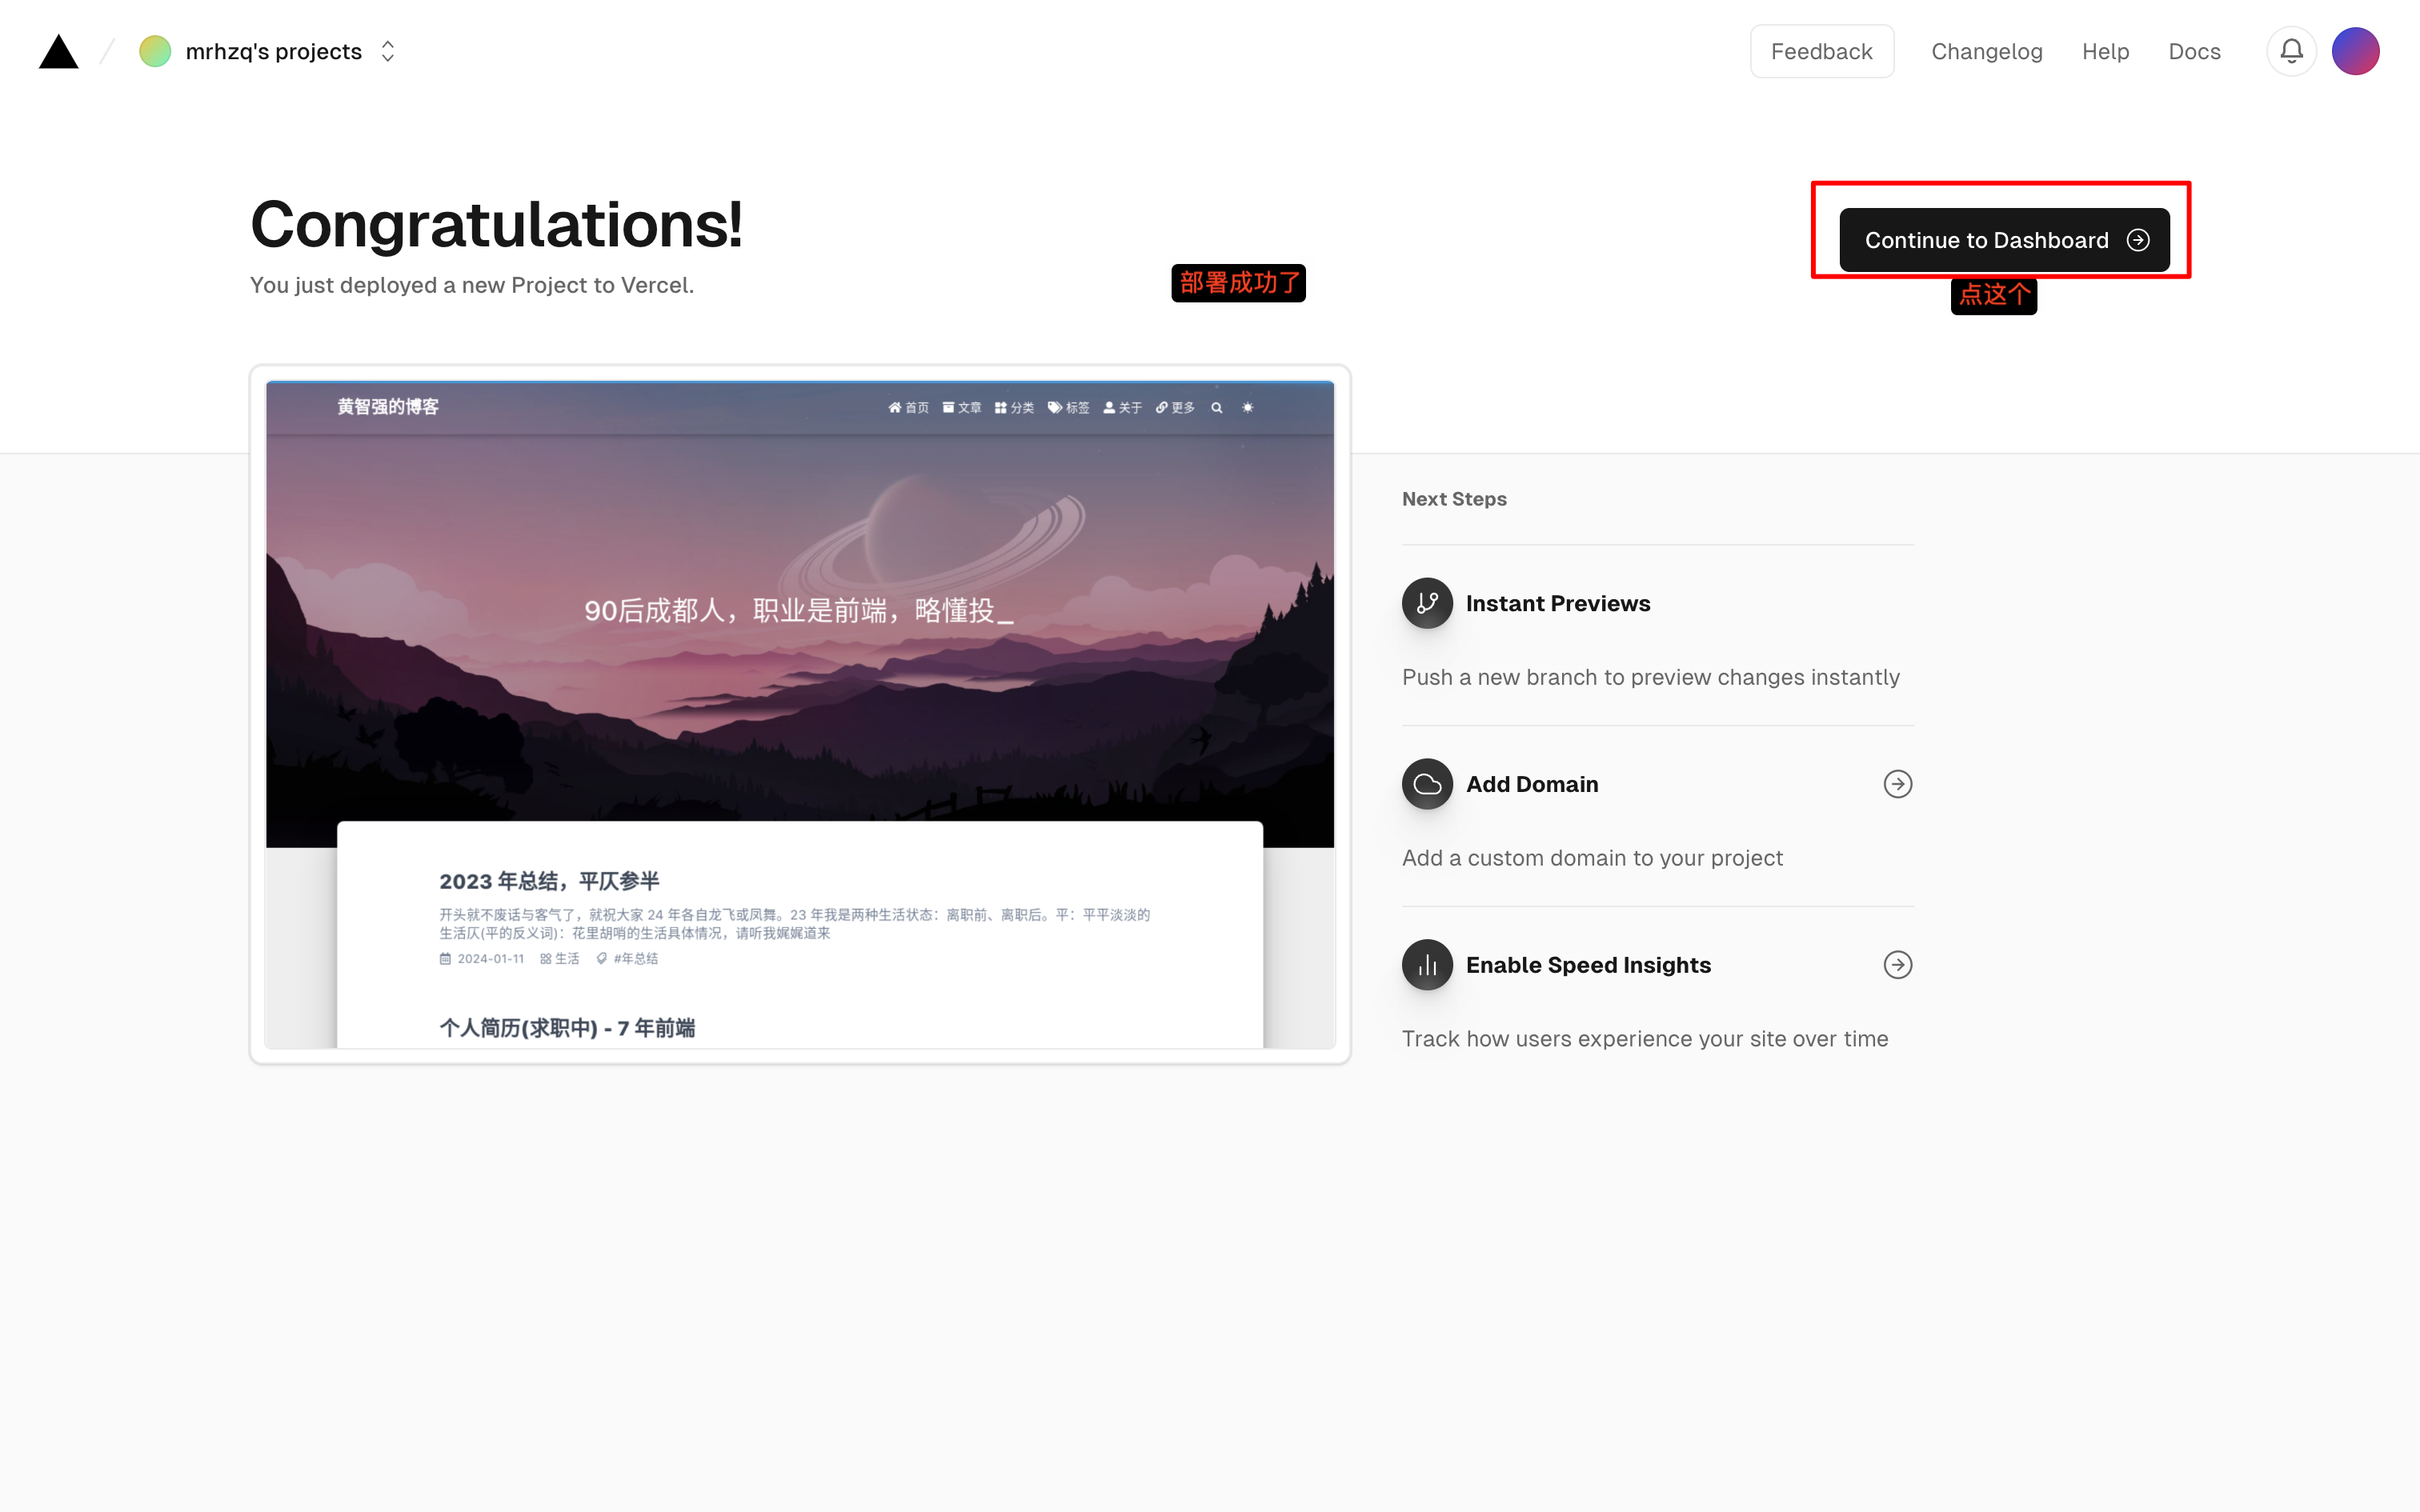 mrhzq's projects
Feedback
Changelog
Help
Docs
Congratulations!
You just deployed a new Project to Vercel.
部署成功了
Continue to Dashboard
点这个
黄智强的博客
首页
文章
分类
标签
关于
更多
90后成都人，职业是前端，略懂投_
2023 年总结，平仄参半
开头就不废话与客气了，就祝大家 24 年各自龙飞或凤舞。23 年我是两种生活状态：离职前、离职后。平：平平淡淡的
生活仄(平的反义词)：花里胡哨的生活具体情况，请听我娓娓道来
2024-01-11
生活
#年总结
个人简历(求职中) - 7 年前端
Next Steps
Instant Previews
Push a new branch to preview changes instantly
Add Domain
Add a custom domain to your project
Enable Speed Insights
Track how users experience your site over time